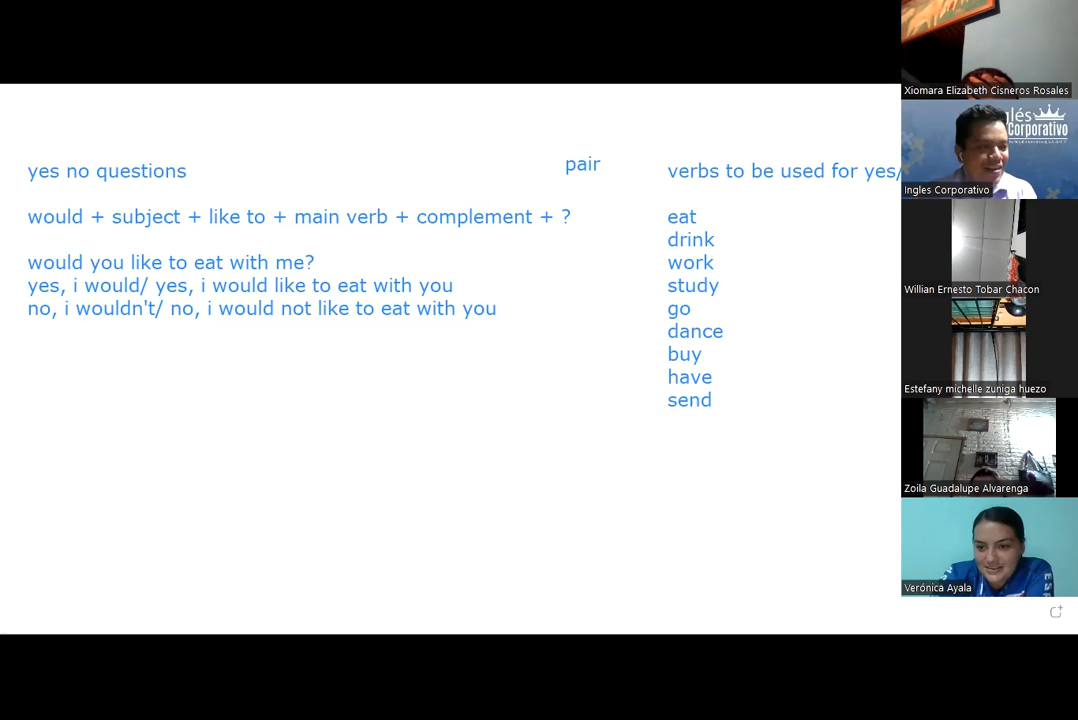 yes no questions
would + subject + like to + main verb + complement + ?
would you like to eat with me?
yes, i would/ yes, i would like to eat with you
no, i wouldn't/ no, i would not like to eat with you
pair
verbs to be used for yes/
eat
drink
work
study
go
dance
buy
have
send
Xiomara Elizabeth Cisneros Rosales
lés
Corporativo
Ingles Corporativo
Willian Ernesto Tobar Chacon
Estefany michelle zuniga huezo
Zoila Guadalupe Alvarenga
Verónica Ayala